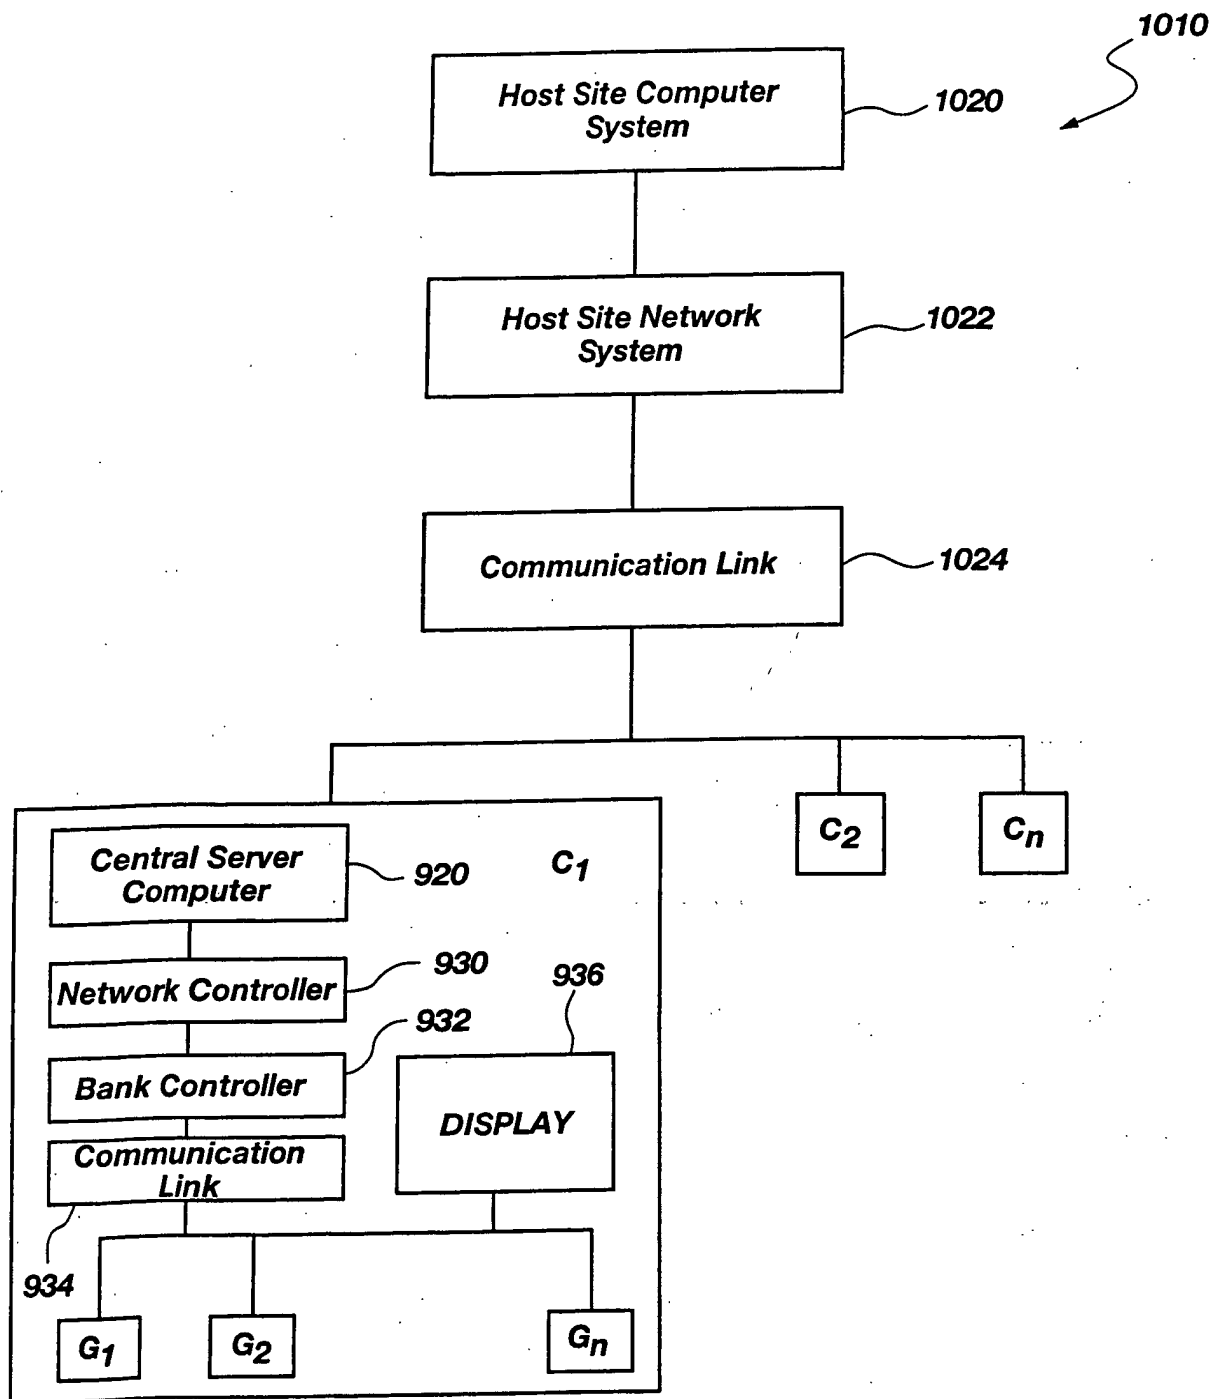 1010
Host Site Computer
System
1020
Host Site Network
System
1022
Communication Link
1024
Central Server
Computer
920
C1
C2
Cn
Network Controller
930
936
932
Bank Controller
DISPLAY
Communication
Link
934
G1
G2
Gn